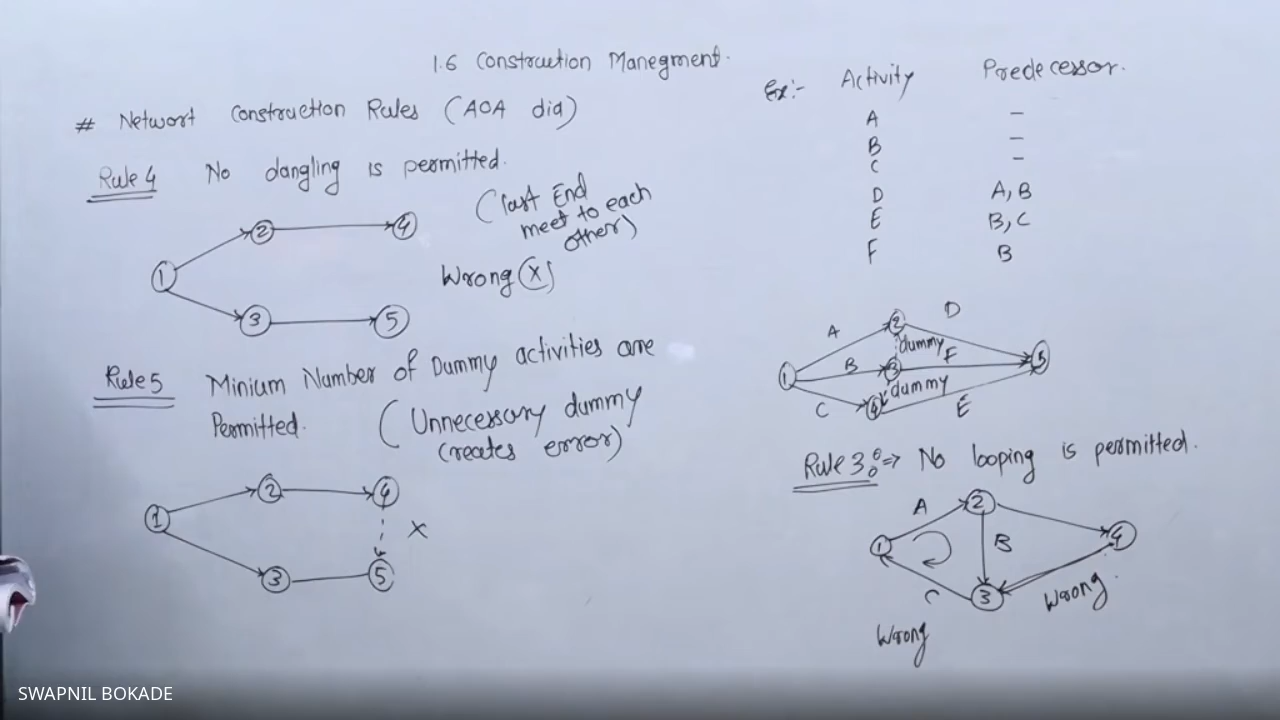 1.6 Construction Manegment.
# Networt Construction Rules (AOA dia)
Rule 4 No dangling is permitted.
(last End
meet to each
other)
1
2
4
3
5
Wrong (X)
Rule 5 Minium Number of Dummy activities are
Permitted. (Unnecessary dummy
creates error)
1
2
4
3
5
X
Ex:- Activity Predecessor.
A -
B -
C -
D A, B
E B, C
F B
A
D
2
dummy
F
1
B
3
5
dummy
C
4
E
Rule 3:⇒ No looping is permitted.
A
2
1
B
4
C
3
Wrong.
Wrong
SWAPNIL BOKADE